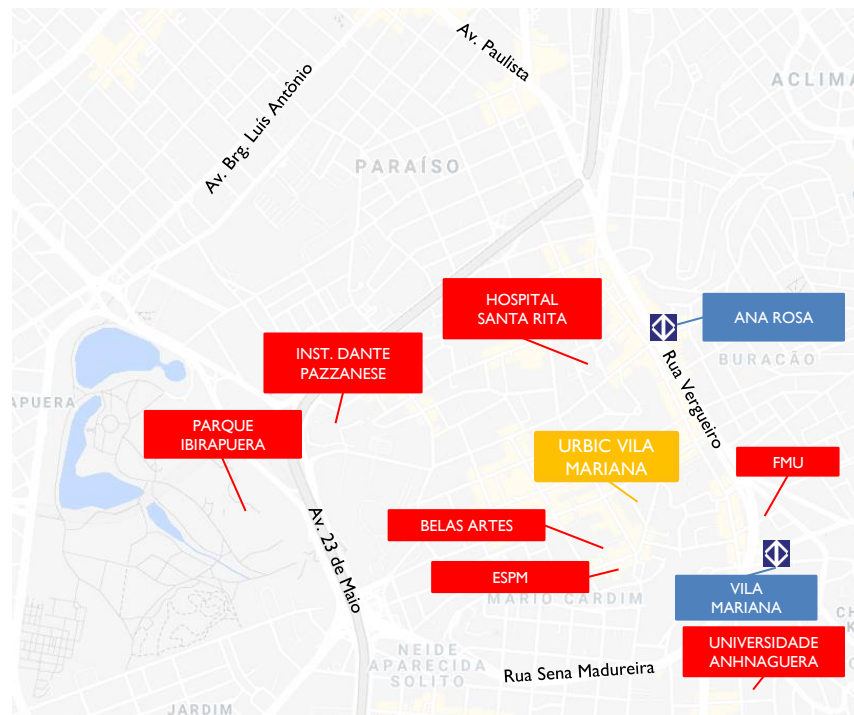 Av. Paulista
ACLIMA
Av. Brg. Luís Antônio
PARAÍSO
HOSPITAL
SANTA RITA
ANA ROSA
INST. DANTE
PAZZANESE
BURACÃO
Rua Vergueiro
APUERA
PARQUE
IBIRAPUERA
URBIC VILA
MARIANA
FMU
Av. 23 de Maio
BELAS ARTES
ESPM
VILA
MARIANA
MÁRIO CARDIM
CH
K
UNIVERSIDADE
ANHNAGUERA
NEIDE
APARECIDA
SOLITO
Rua Sena Madureira
JARDIM